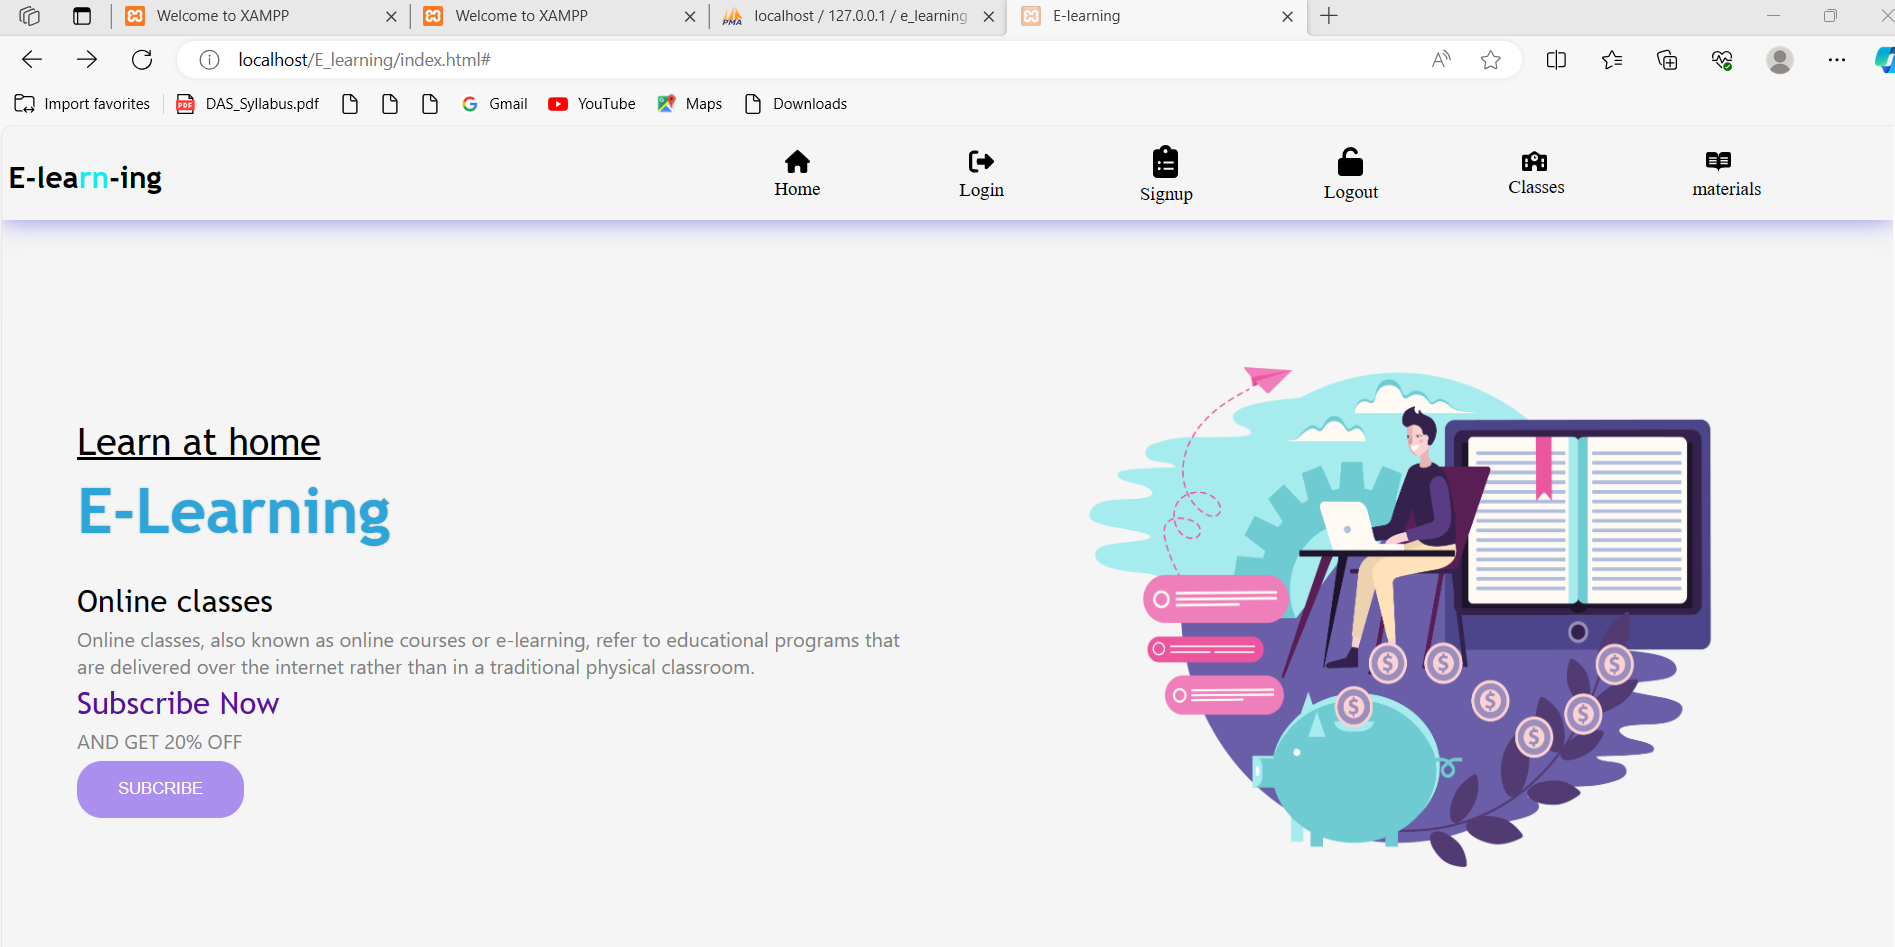 Welcome to XAMPP
Welcome to XAMPP
localhost / 127.0.0.1 / e_learning
E-learning
localhost/E_learning/index.html#
Import favorites
DAS_Syllabus.pdf
Gmail
YouTube
Maps
Downloads
E-learn-ing
Home
Login
Signup
Logout
Classes
materials
Learn at home
E-Learning
Online classes
Online classes, also known as online courses or e-learning, refer to educational programs that
are delivered over the internet rather than in a traditional physical classroom.
Subscribe Now
AND GET 20% OFF
SUBCRIBE